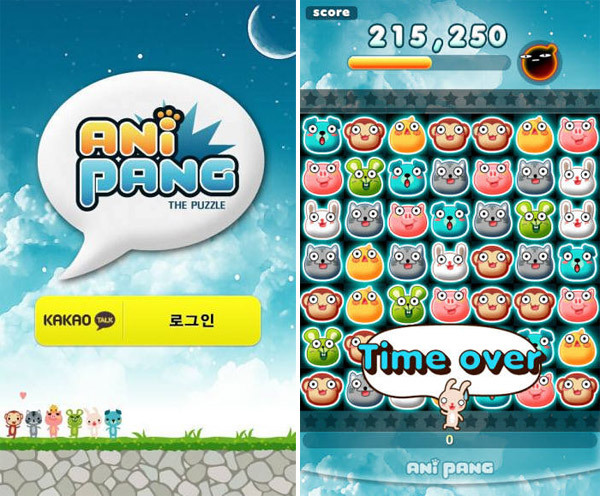 ANI
PANG
THE PUZZLE
KAKAO TALK 로그인
score
215,250
Time over
0
ANI PANG